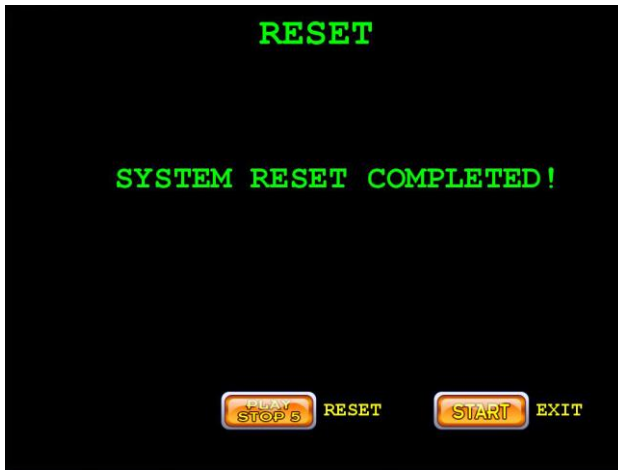 RESET
SYSTEM RESET COMPLETED!
PLAY
STOP 5
RESET
START
EXIT